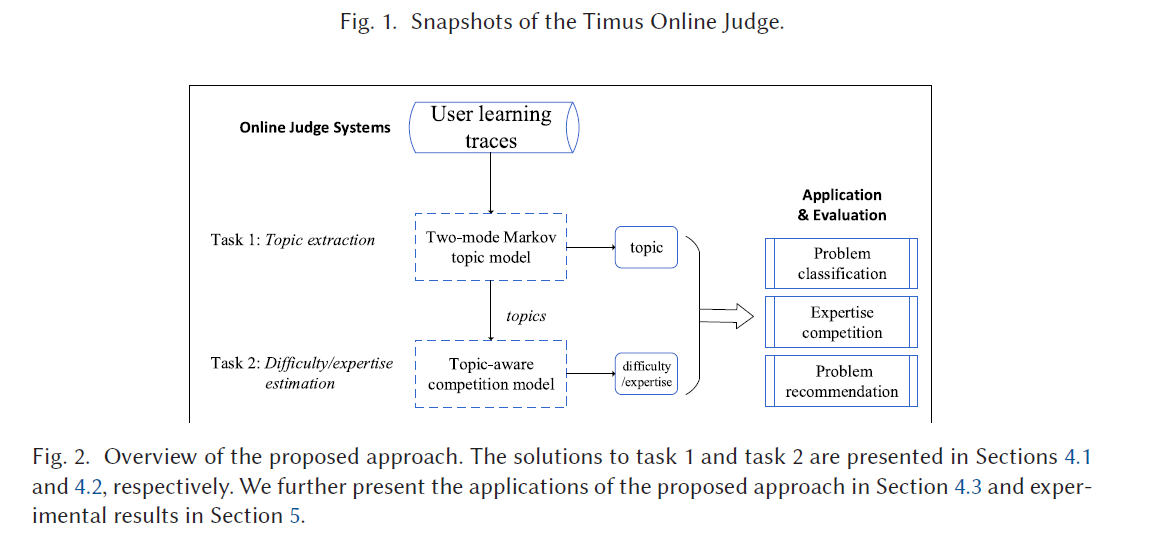 Fig. 1. Snapshots of the Timus Online Judge.
Online Judge Systems
User learning
traces
Application
& Evaluation
Task 1: Topic extraction
Two-mode Markov
topic model
topic
Problem
classification
topics
Expertise
competition
Task 2: Difficulty/expertise
estimation
Topic-aware
competition model
difficulty
/expertise
Problem
recommendation
Fig. 2. Overview of the proposed approach. The solutions to task 1 and task 2 are presented in Sections 4.1
and 4.2, respectively. We further present the applications of the proposed approach in Section 4.3 and exper-
imental results in Section 5.